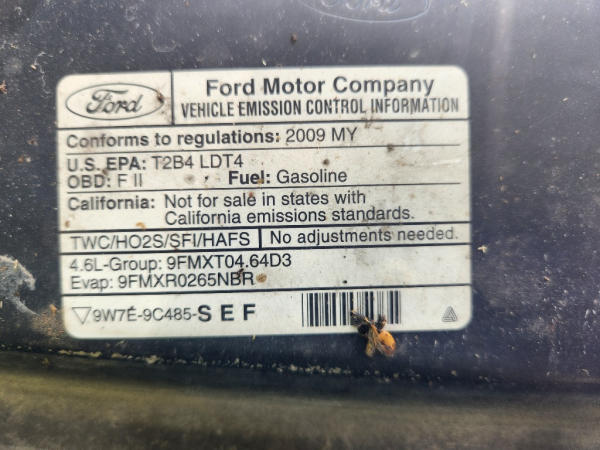 Ford
Ford
Ford Motor Company
VEHICLE EMISSION CONTROL INFORMATION
Conforms to regulations: 2009 MY
U.S. EPA: T2B4 LDT4
OBD: F II Fuel: Gasoline
California: Not for sale in states with
California emissions standards.
TWC/HO2S/SFI/HAFS No adjustments needed.
4.6L-Group: 9FMXT04.64D3
Evap: 9FMXR0265NBR
9W7E-9C485-SEF